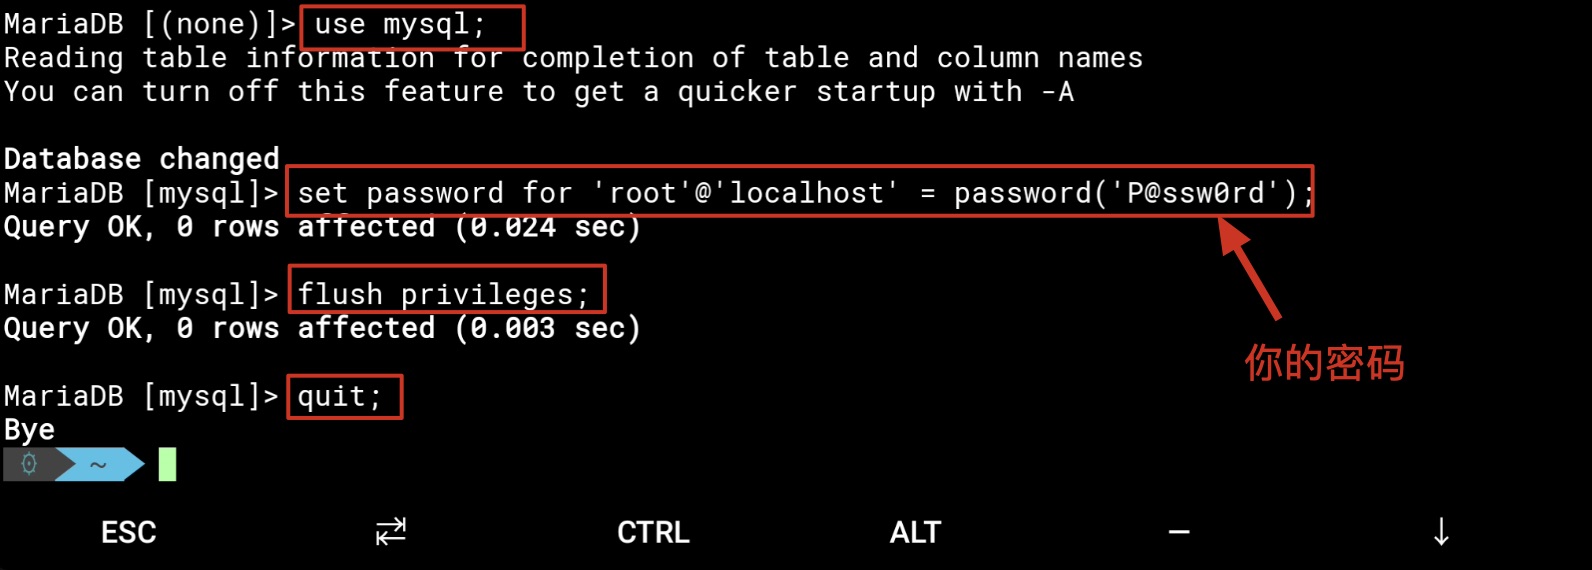 MariaDB [(none)]> use mysql;
Reading table information for completion of table and column names
You can turn off this feature to get a quicker startup with -A
Database changed
MariaDB [mysql]> set password for 'root'@'localhost' = password('P@ssw0rd');
Query OK, 0 rows affected (0.024 sec)
MariaDB [mysql]> flush privileges;
Query OK, 0 rows affected (0.003 sec)
你的密码
MariaDB [mysql]> quit;
Bye
~
ESC ⇄ CTRL ALT — ↓